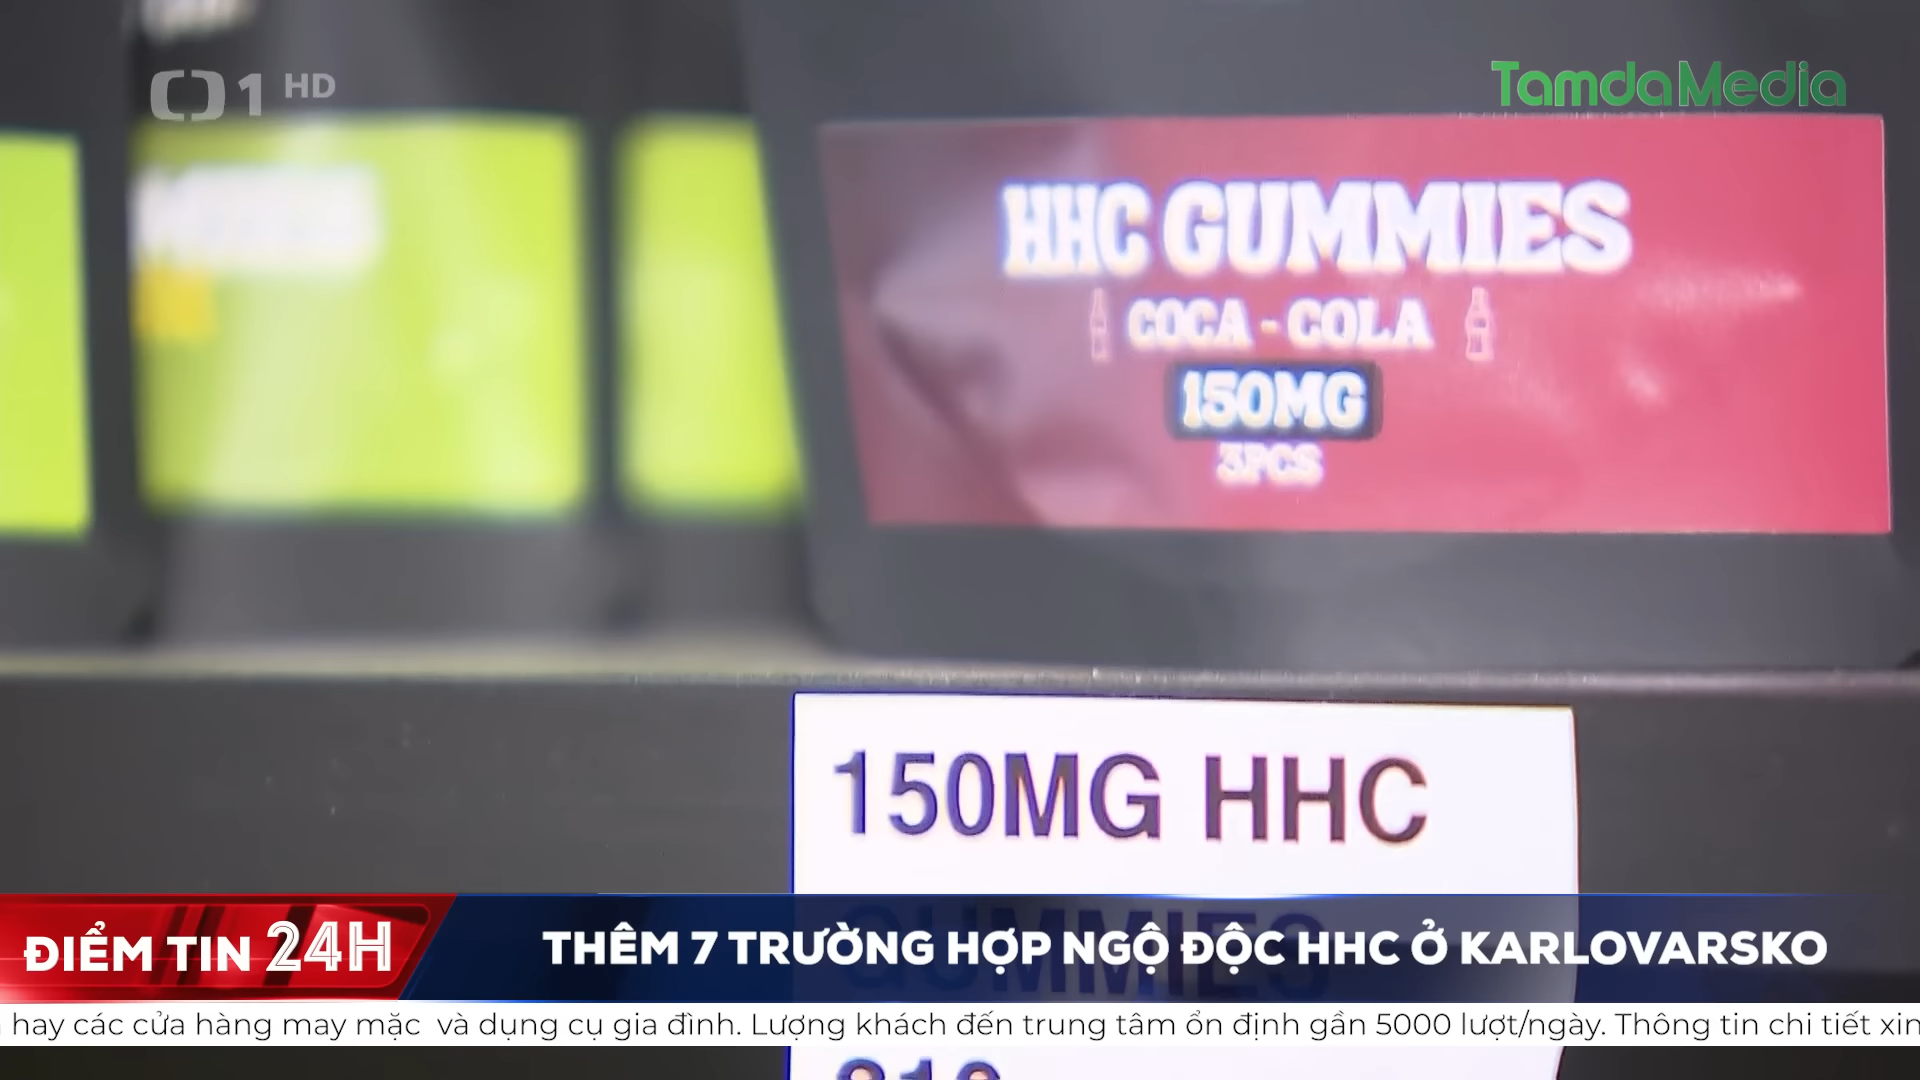 1 HD
TamdaMedia
HHC GUMMIES
COCA - COLA
150MG
3PCS
150MG HHC
GUMMIES
ĐIỂM TIN 24H
THÊM 7 TRƯỜNG HỢP NGỘ ĐỘC HHC Ở KARLOVARSKO
hay các cửa hàng may mặc và dụng cụ gia đình. Lượng khách đến trung tâm ổn định gần 5000 lượt/ngày. Thông tin chi tiết xin